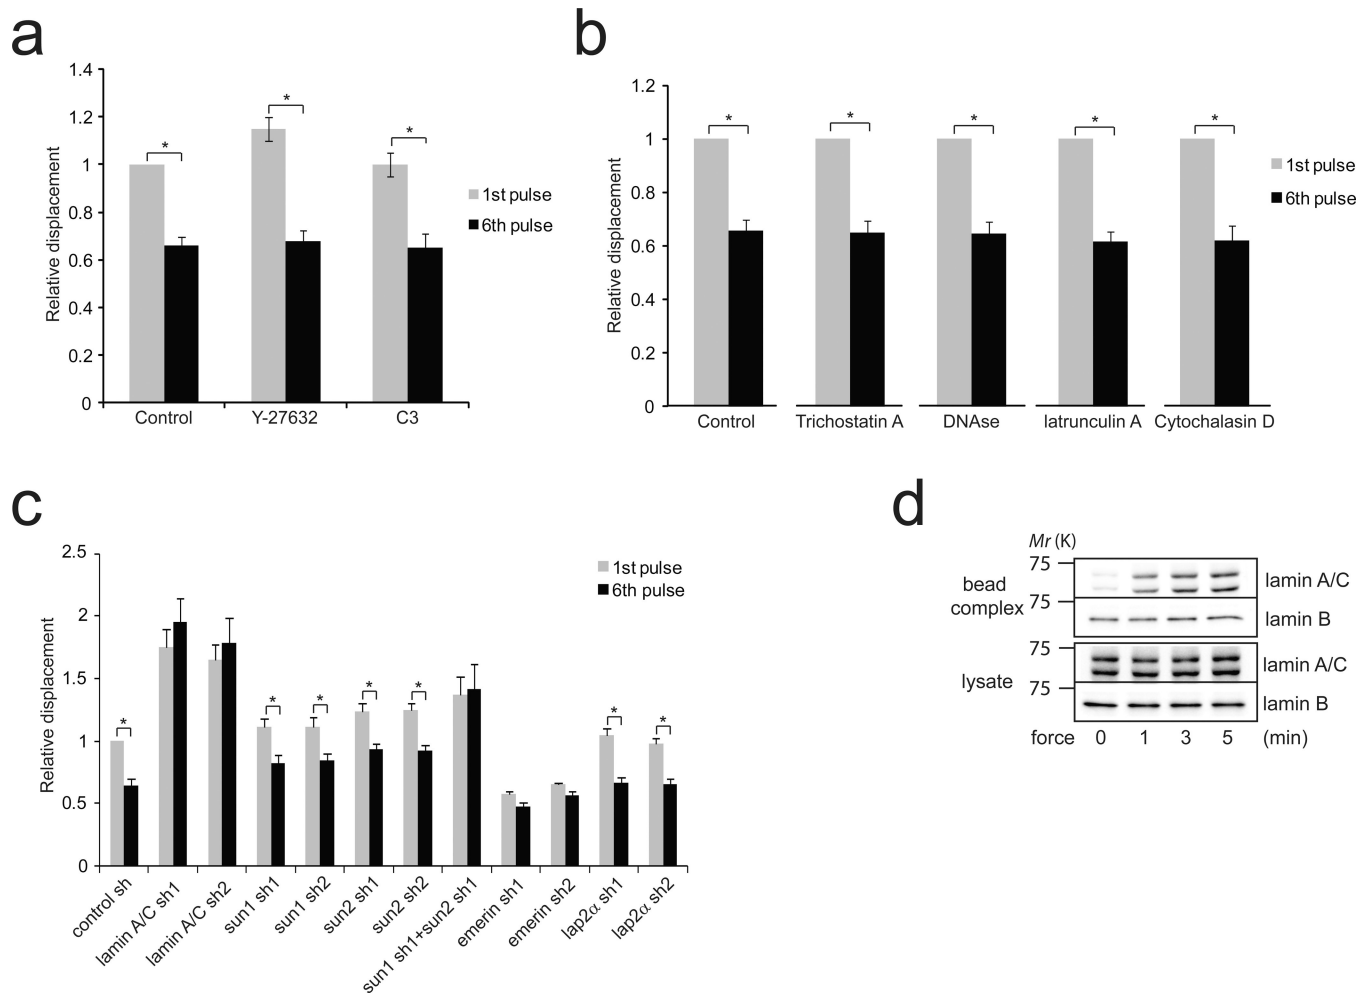 a
1.4
1.2
1
0.8
0.6
0.4
0.2
0
Relative displacement
*
*
*
Control
Y-27632
C3
1st pulse
6th pulse
b
1.2
1
0.8
0.6
0.4
0.2
0
Relative displacement
*
*
*
*
*
Control
Trichostatin A
DNAse
latrunculin A
Cytochalasin D
1st pulse
6th pulse
c
2.5
2
1.5
1
0.5
0
Relative displacement
*
*
*
*
*
*
*
1st pulse
6th pulse
control sh
lamin A/C sh1
lamin A/C sh2
sun1 sh1
sun1 sh2
sun2 sh1
sun2 sh2
sun1 sh1+sun2 sh1
emerin sh1
emerin sh2
lap2α sh1
lap2α sh2
d
Mr (K)
75
lamin A/C
bead
complex
75
lamin B
75
lamin A/C
lysate
75
lamin B
force 0 1 3 5 (min)